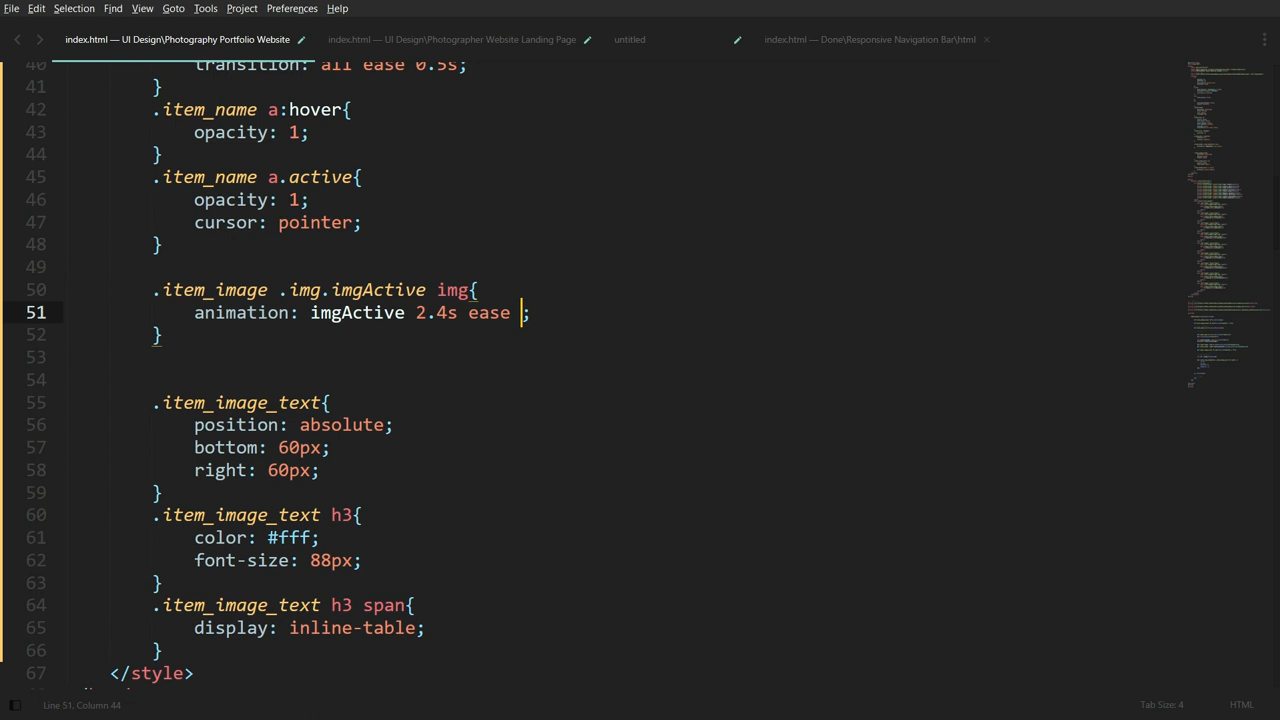 File Edit Selection Find View Goto Tools Project Preferences Help
index.html — UI Design\Photography Portfolio Website index.html — UI Design\Photographer Website Landing Page untitled index.html — Done\Responsive Navigation Bar\html
40 transition: all ease 0.5s;
41 }
42 .item_name a:hover{
43 opacity: 1;
44 }
45 .item_name a.active{
46 opacity: 1;
47 cursor: pointer;
48 }
49
50 .item_image .img.imgActive img{
51 animation: imgActive 2.4s ease ;
52 }
53
54
55 .item_image_text{
56 position: absolute;
57 bottom: 60px;
58 right: 60px;
59 }
60 .item_image_text h3{
61 color: #fff;
62 font-size: 88px;
63 }
64 .item_image_text h3 span{
65 display: inline-table;
66 }
67 </style>
Line 51, Column 44 Tab Size: 4 HTML